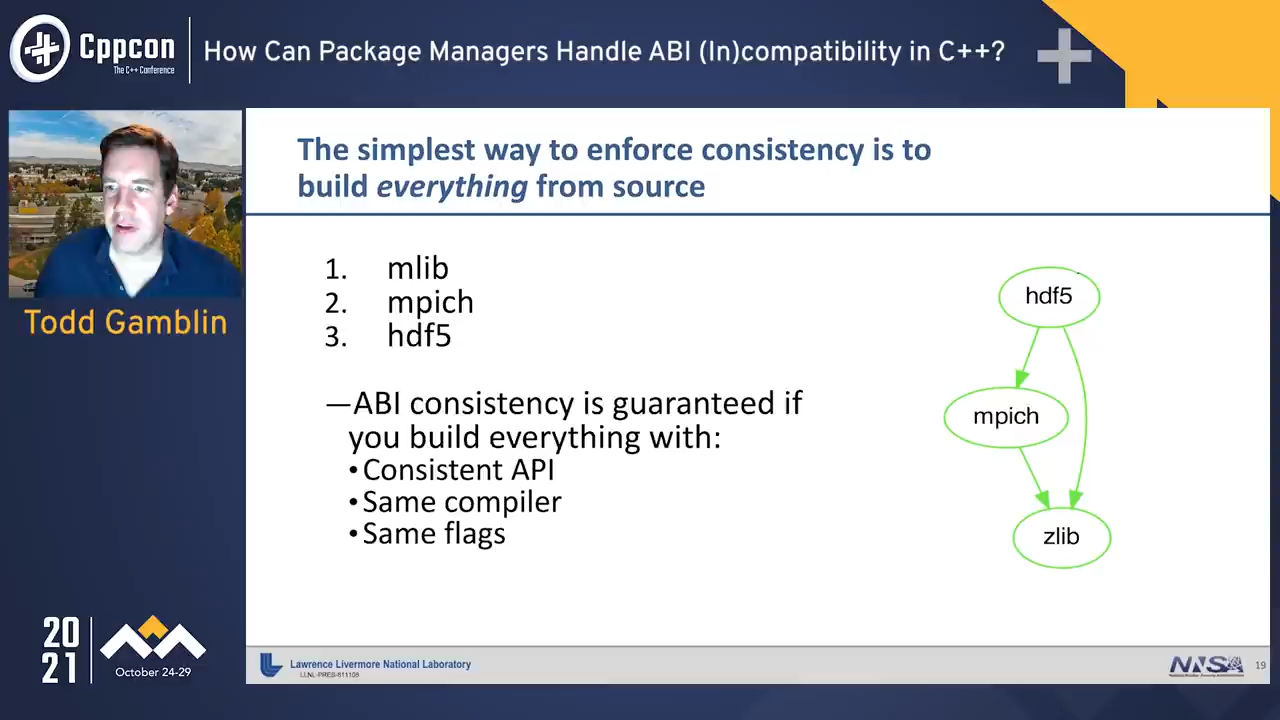 Cppcon
The C++ Conference
How Can Package Managers Handle ABI (In)compatibility in C++?
Todd Gamblin
The simplest way to enforce consistency is to
build everything from source
1. mlib
2. mpich
3. hdf5
—ABI consistency is guaranteed if
you build everything with:
• Consistent API
• Same compiler
• Same flags
hdf5
mpich
zlib
20
21
October 24-29
Lawrence Livermore National Laboratory
NNSA
19